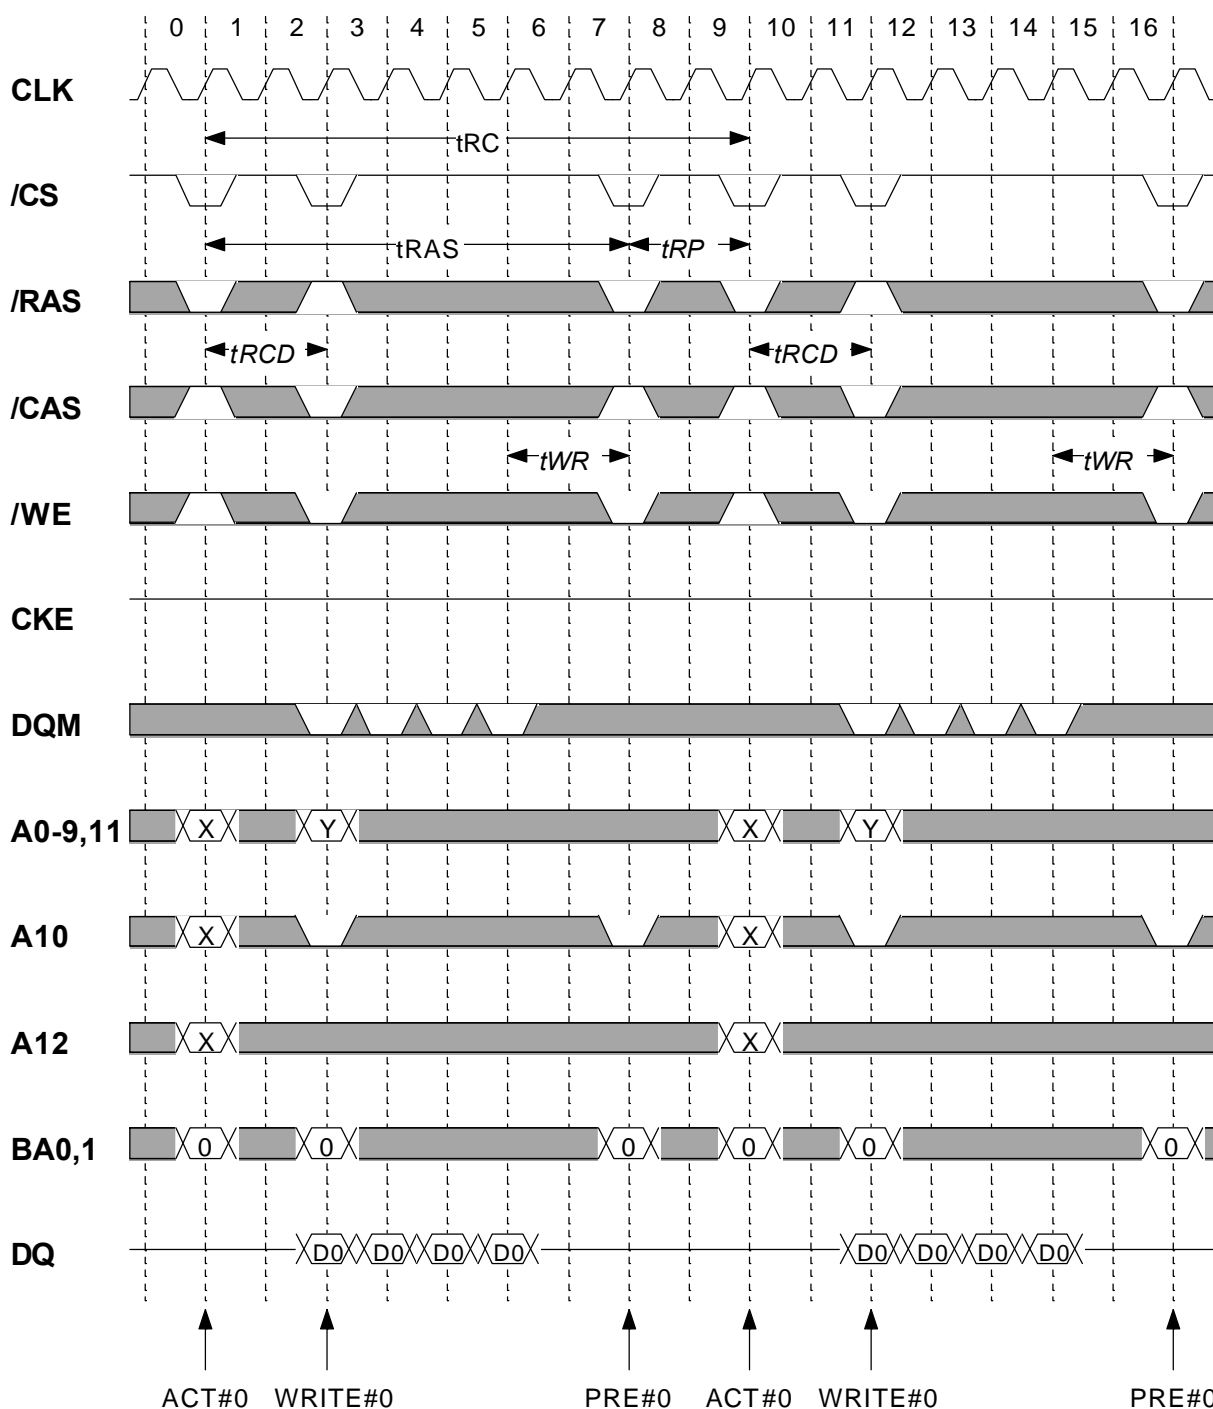 0 1 2 3 4 5 6 7 8 9 10 11 12 13 14 15 16
CLK
tRC
/CS
tRAS tRP
/RAS
tRCD tRCD
/CAS
tWR tWR
/WE
CKE
DQM
A0-9,11 X Y X Y
A10 X X
A12 X X
BA0,1 0 0 0 0 0 0
DQ D0 D0 D0 D0 D0 D0 D0 D0
ACT#0 WRITE#0 PRE#0 ACT#0 WRITE#0 PRE#0